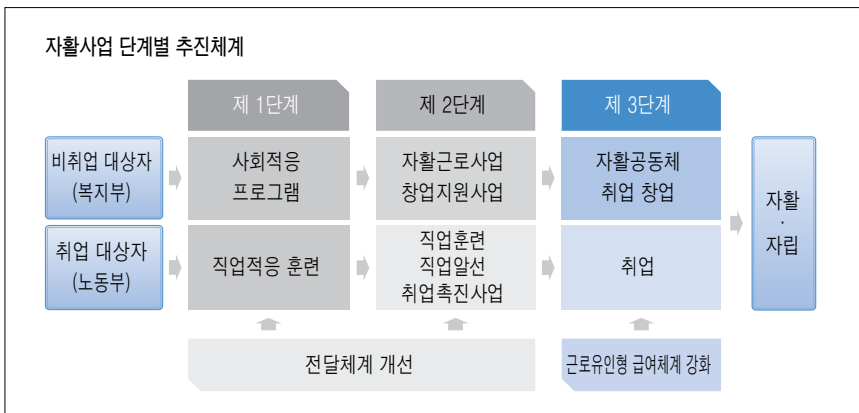 자활사업 단계별 추진체계
제 1단계
제 2단계
제 3단계
비취업 대상자
(복지부)
사회적응
프로그램
자활근로사업
창업지원사업
자활공동체
취업 창업
취업 대상자
(노동부)
직업적응 훈련
직업훈련
직업알선
취업촉진사업
취업
자활
·
자립
전달체계 개선
근로유인형 급여체계 강화